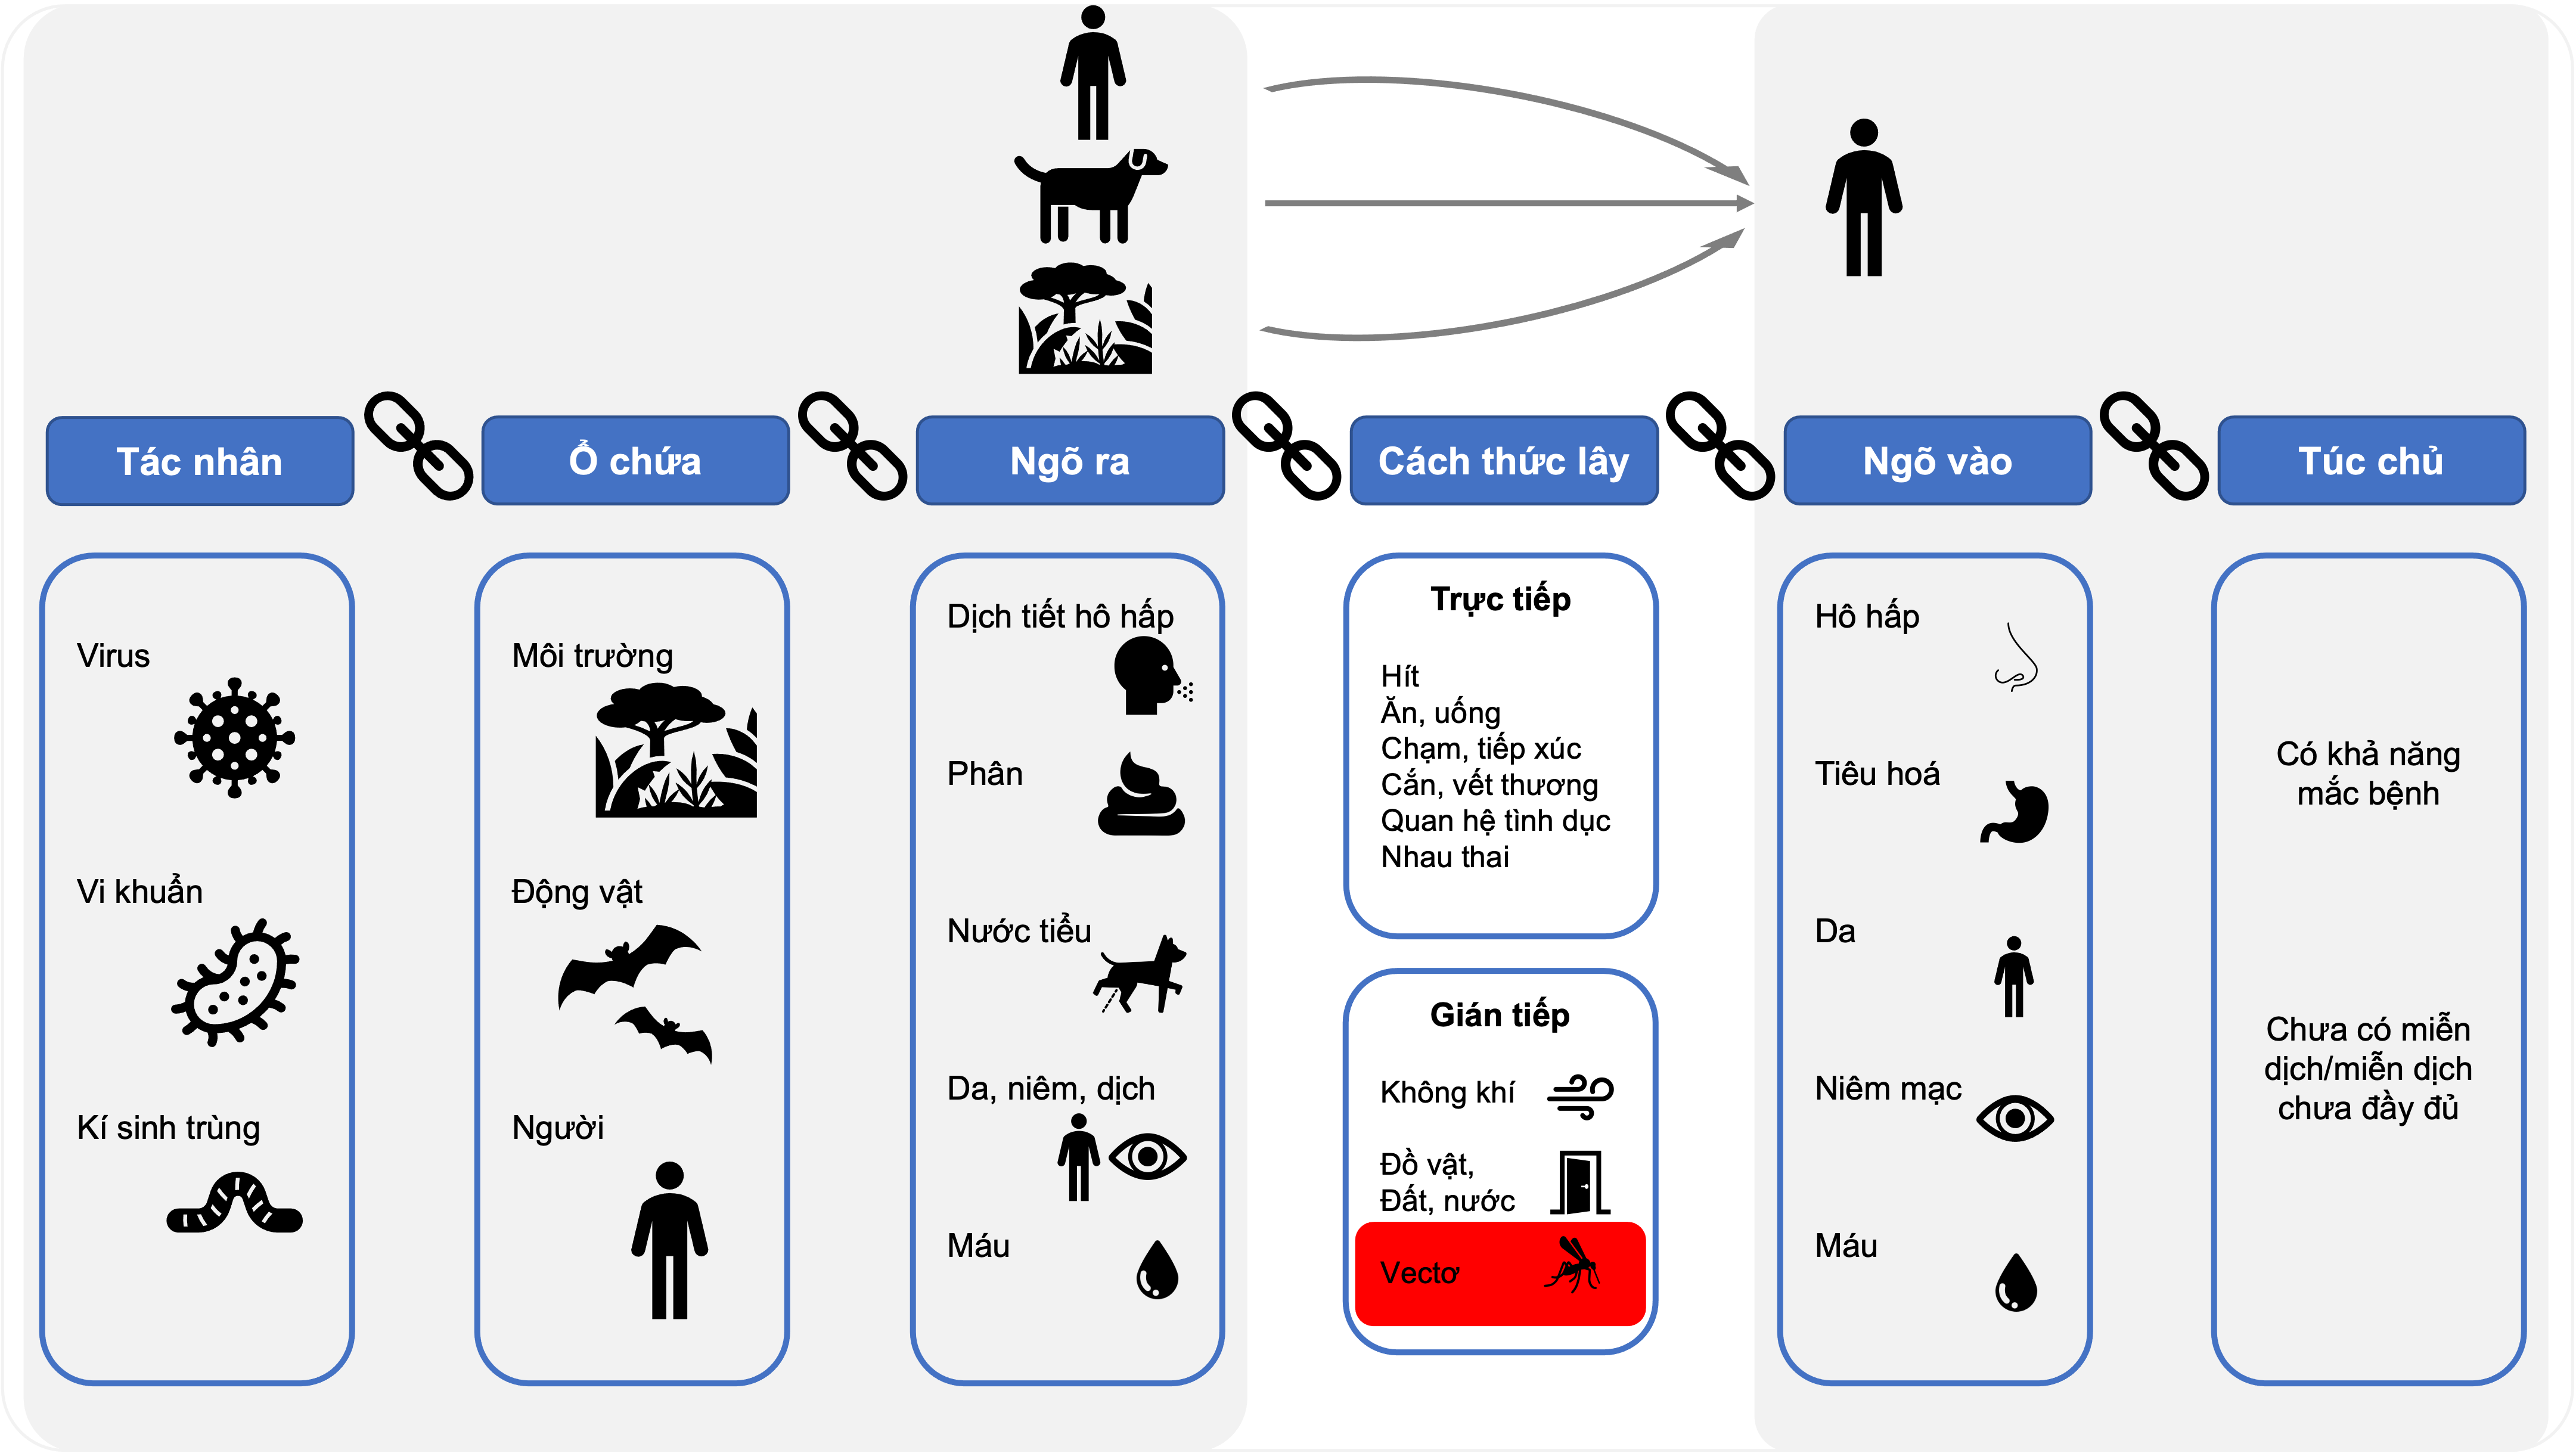 Tác nhân
Ổ chứa
Ngõ ra
Cách thức lây
Ngõ vào
Túc chủ
Virus
Vi khuẩn
Kí sinh trùng
Môi trường
Động vật
Người
Dịch tiết hô hấp
Phân
Nước tiểu
Da, niêm, dịch
Máu
Trực tiếp
Hít
Ăn, uống
Chạm, tiếp xúc
Cắn, vết thương
Quan hệ tình dục
Nhau thai
Gián tiếp
Không khí
Đồ vật,
Đất, nước
Vectơ
Hô hấp
Tiêu hoá
Da
Niêm mạc
Máu
Có khả năng
mắc bệnh
Chưa có miễn
dịch/miễn dịch
chưa đầy đủ